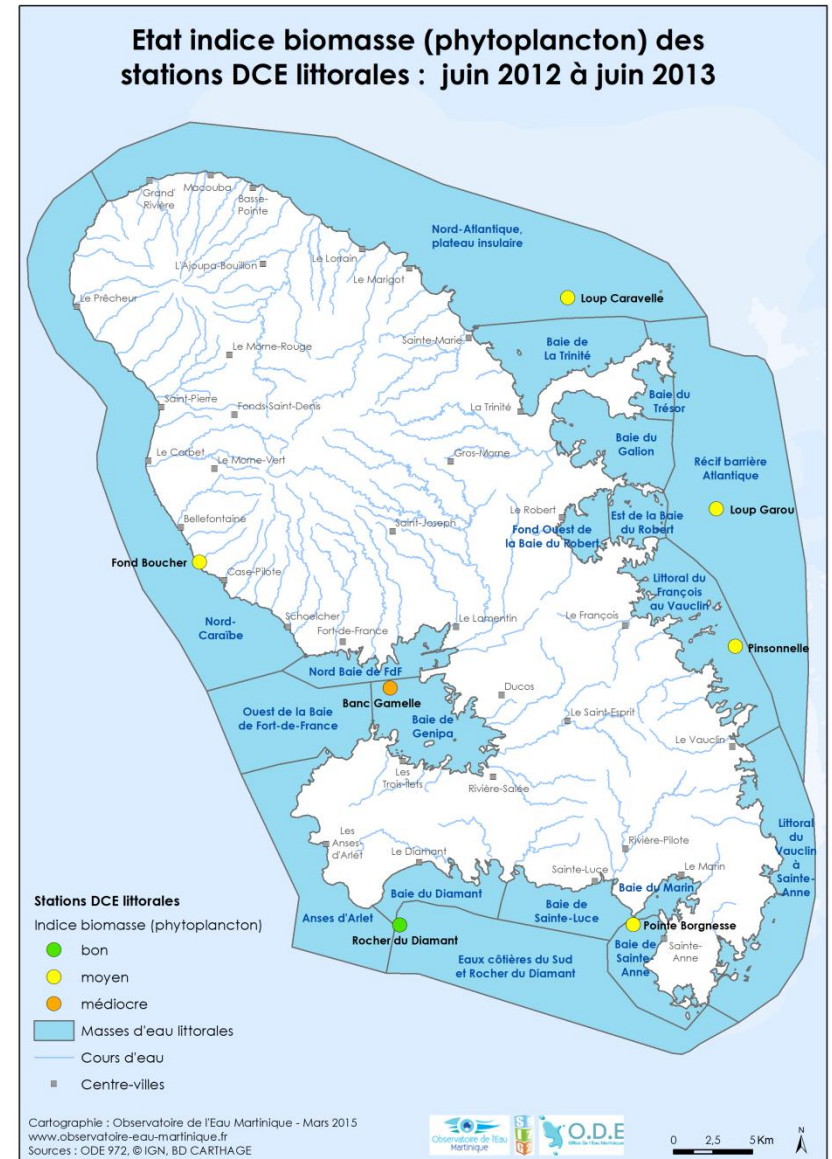 Etat indice biomasse (phytoplancton) des
stations DCE littorales : juin 2012 à juin 2013
Grand'
Rivière
Macouba
Basse-
Pointe
Nord-Atlantique,
plateau insulaire
L'Ajoupa-Bouillon
Le Lorrain
Le Marigot
Le Prêcheur
Loup Caravelle
Le Morne-Rouge
Sainte-Marie
Baie de
La Trinité
Saint-Pierre
Fonds-Saint-Denis
La Trinité
Baie du
Trésor
Baie du
Galion
Le Carbet
Le Morne-Vert
Gros-Morne
Récif barrière
Atlantique
Bellefontaine
Saint-Joseph
Le Robert
Fond Ouest de
la Baie du Robert
Est de la Baie
du Robert
Loup Garou
Fond Boucher
Case-Pilote
Littoral du
François
au Vauclin
Nord-
Caraïbe
Schoelcher
Fort-de-France
Le Lamentin
Le François
Pinsonnelle
Nord Baie de FdF
Banc Gamelle
Ducos
Ouest de la Baie
de Fort-de-France
Baie de
Genipa
Le Saint-Esprit
Le Vauclin
Les
Trois-Îlets
Rivière-Salée
Les
Anses
d'Arlet
Le Diamant
Rivière-Pilote
Littoral
du
Vauclin
à
Sainte-
Anne
Sainte-Luce
Le Marin
Baie du Diamant
Baie du Marin
Anses d'Arlet
Baie de
Sainte-Luce
Pointe Borgnesse
Rocher du Diamant
Baie de
Sainte-
Anne
Sainte-
Anne
Eaux côtières du Sud
et Rocher du Diamant
Stations DCE littorales
Indice biomasse (phytoplancton)
bon
moyen
médiocre
Masses d'eau littorales
Cours d'eau
Centre-villes
Cartographie : Observatoire de l'Eau Martinique - Mars 2015
www.observatoire-eau-martinique.fr
Sources : ODE 972, © IGN, BD CARTHAGE
Observatoire de l'Eau
Martinique
O.D.E
Office de l'Eau Martinique
0 2,5 5 Km
N